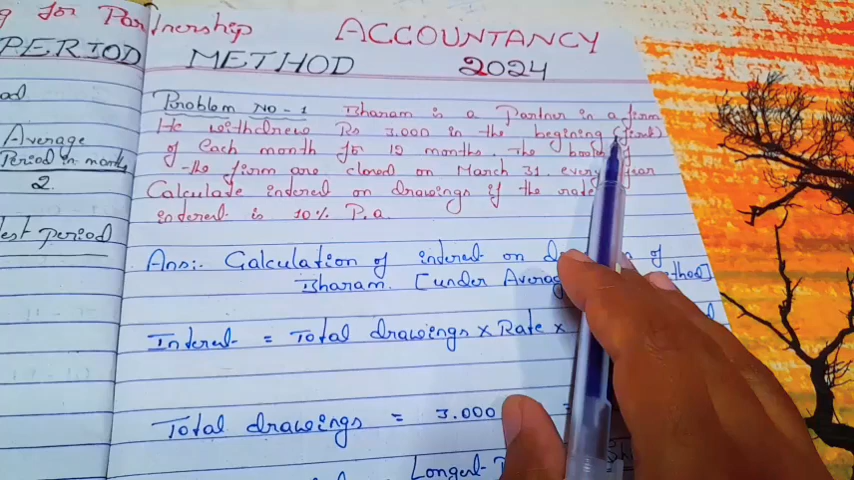 g for Partnership
ACCOUNTANCY
PERIOD METHOD 2024
od
Average
Period in months
2.
est period
Problem NO - 1 Bharam is a Partner in a firm
He withdrew Rs 3.000 in the begining (first)
of each month for 12 months. The books of
the firm are closed on March 31. every year
Calculate interest on drawings if the rate
interest is 10% P.a.
Ans:- Calculation of interest on of
Bharam. [under Average method]
Interest = Total drawings × Rate ×
Total drawings = 3.000 =
Longest